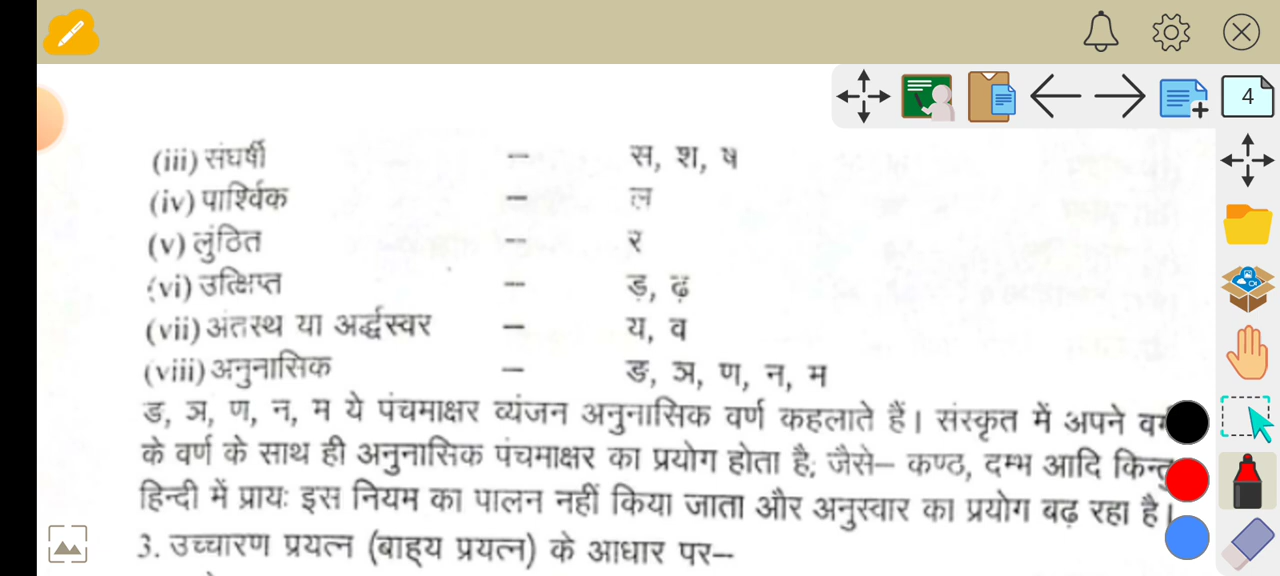 4
(iii) संघर्षी – स, श, ष
(iv) पार्श्विक – ल
(v) लुंठित – र
(vi) उत्क्षिप्त – ड़, ढ़
(vii) अंतस्थ या अर्द्धस्वर – य, व
(viii) अनुनासिक – ङ, ञ, ण, न, म
ङ, ञ, ण, न, म ये पंचमाक्षर व्यंजन अनुनासिक वर्ण कहलाते हैं। संस्कृत में अपने
के वर्ण के साथ ही अनुनासिक पंचमाक्षर का प्रयोग होता है; जैसे– कण्ठ, दम्भ आदि किन्तु
हिन्दी में प्रायः इस नियम का पालन नहीं किया जाता और अनुस्वार का प्रयोग बढ़ रहा है।
3. उच्चारण प्रयत्न (बाह्य प्रयत्न) के आधार पर–